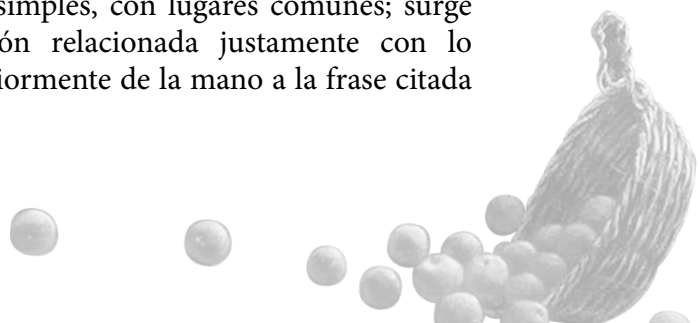 simples, con lugares comunes; surge
ón relacionada justamente con lo
iormente de la mano a la frase citada